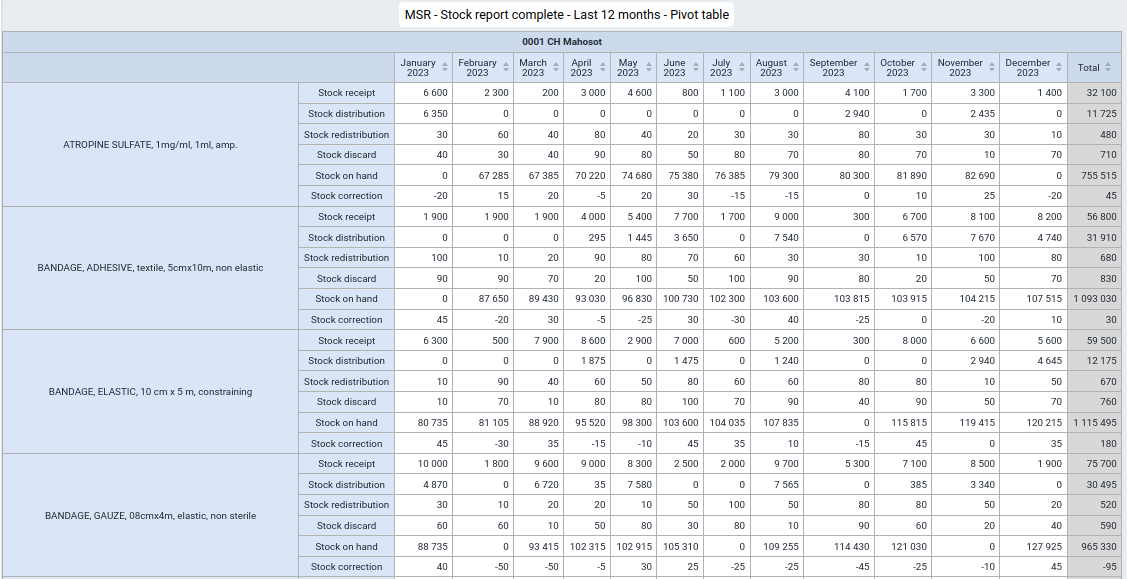 MSR - Stock report complete - Last 12 months - Pivot table
0001 CH Mahosot
January 2023 February 2023 March 2023 April 2023 May 2023 June 2023 July 2023 August 2023 September 2023 October 2023 November 2023 December 2023 Total
ATROPINE SULFATE, 1mg/ml, 1ml, amp.
Stock receipt 6 600 2 300 200 3 000 4 600 800 1 100 3 000 4 100 1 700 3 300 1 400 32 100
Stock distribution 6 350 0 0 0 0 0 0 0 2 940 0 2 435 0 11 725
Stock redistribution 30 60 40 80 40 20 30 30 80 30 30 10 480
Stock discard 40 30 40 90 80 50 80 70 80 70 10 70 710
Stock on hand 0 67 285 67 385 70 220 74 680 75 380 76 385 79 300 80 300 81 890 82 690 0 755 515
Stock correction -20 15 20 -5 20 30 -15 -15 0 10 25 -20 45
BANDAGE, ADHESIVE, textile, 5cmx10m, non elastic
Stock receipt 1 900 1 900 1 900 4 000 5 400 7 700 1 700 9 000 300 6 700 8 100 8 200 56 800
Stock distribution 0 0 0 295 1 445 3 650 0 7 540 0 6 570 7 670 4 740 31 910
Stock redistribution 100 10 20 90 80 70 60 30 30 10 100 80 680
Stock discard 90 90 70 20 100 50 100 90 80 20 50 70 830
Stock on hand 0 87 650 89 430 93 030 96 830 100 730 102 300 103 600 103 815 103 915 104 215 107 515 1 093 030
Stock correction 45 -20 30 -5 -25 30 -30 40 -25 0 -20 10 30
BANDAGE, ELASTIC, 10 cm x 5 m, constraining
Stock receipt 6 300 500 7 900 8 600 2 900 7 000 600 5 200 300 8 000 6 600 5 600 59 500
Stock distribution 0 0 0 1 875 0 1 475 0 1 240 0 0 2 940 4 645 12 175
Stock redistribution 10 90 40 60 50 80 60 60 80 80 10 50 670
Stock discard 10 70 10 80 80 100 70 90 40 90 50 70 760
Stock on hand 80 735 81 105 88 920 95 520 98 300 103 600 104 035 107 835 0 115 815 119 415 120 215 1 115 495
Stock correction 45 -30 35 -15 -10 45 35 10 -15 45 0 35 180
BANDAGE, GAUZE, 08cmx4m, elastic, non sterile
Stock receipt 10 000 1 800 9 600 9 000 8 300 2 500 2 000 9 700 5 300 7 100 8 500 1 900 75 700
Stock distribution 4 870 0 6 720 35 7 580 0 0 7 565 0 385 3 340 0 30 495
Stock redistribution 30 10 20 20 10 50 100 50 80 80 50 20 520
Stock discard 60 60 10 50 80 30 80 10 90 60 20 40 590
Stock on hand 88 735 0 93 415 102 315 102 915 105 310 0 109 255 114 430 121 030 0 127 925 965 330
Stock correction 40 -50 -50 -5 30 25 -25 -25 -45 -25 -10 45 -95